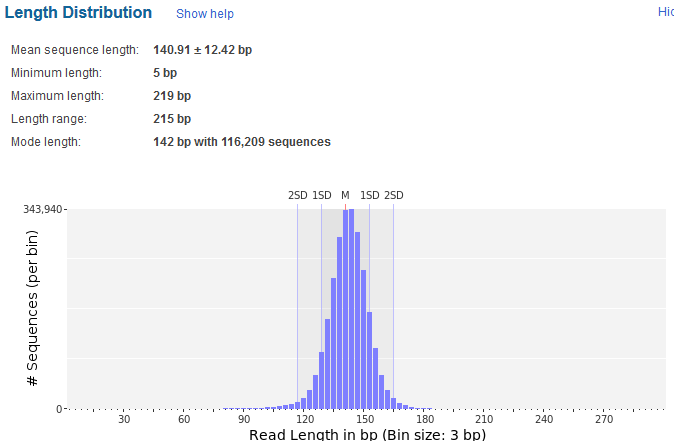 Length Distribution Show help
Mean sequence length: 140.91 ± 12.42 bp
Minimum length: 5 bp
Maximum length: 219 bp
Length range: 215 bp
Mode length: 142 bp with 116,209 sequences
2SD 1SD M 1SD 2SD
343,940
# Sequences (per bin)
0
30 60 90 120 150 180 210 240 270
Read Length in bp (Bin size: 3 bp)